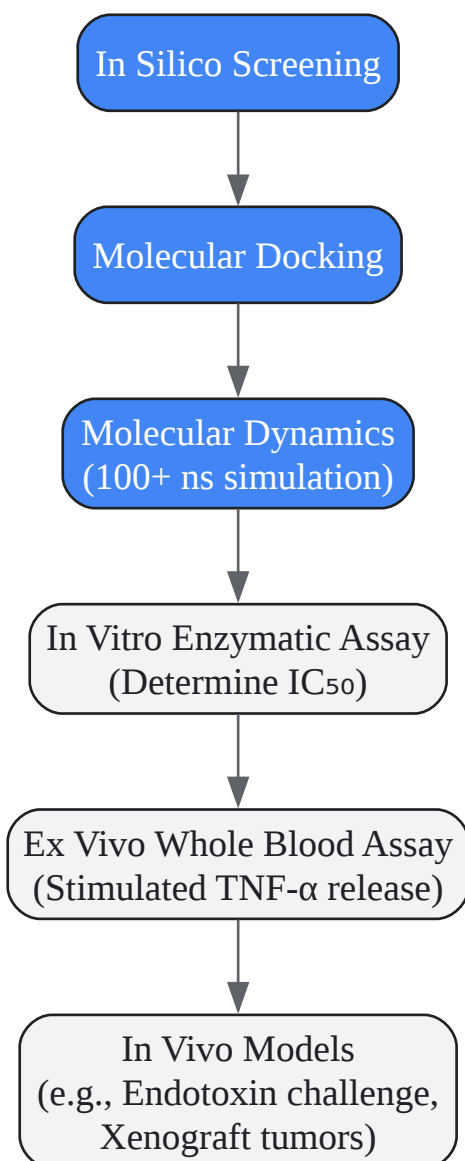 In Silico Screening
Molecular Docking
Molecular Dynamics
(100+ ns simulation)
In Vitro Enzymatic Assay
(Determine IC₅₀)
Ex Vivo Whole Blood Assay
(Stimulated TNF-α release)
In Vivo Models
(e.g., Endotoxin challenge,
Xenograft tumors)